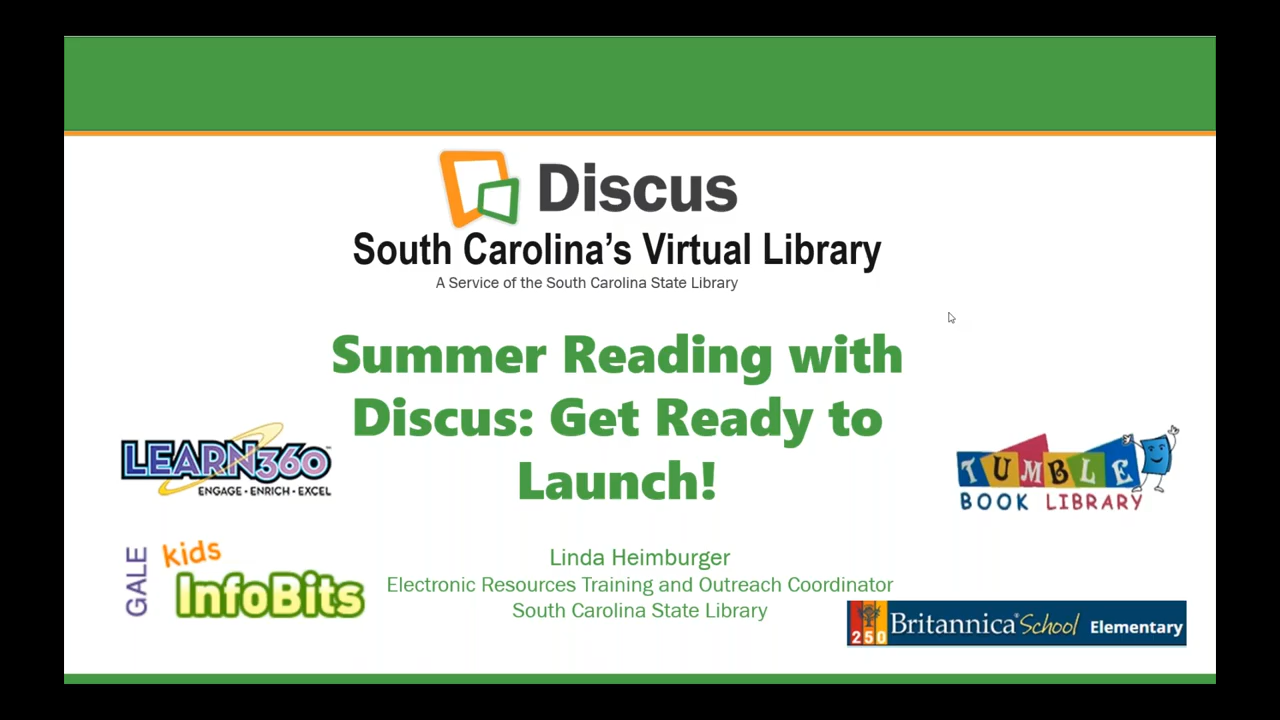 Discus
South Carolina's Virtual Library
A Service of the South Carolina State Library
Summer Reading with
Discus: Get Ready to
Launch!
LEARN360™
ENGAGE • ENRICH • EXCEL
TUMBLE
BOOK LIBRARY
GALE
kids
InfoBits
Linda Heimburger
Electronic Resources Training and Outreach Coordinator
South Carolina State Library
250 Britannica® School Elementary